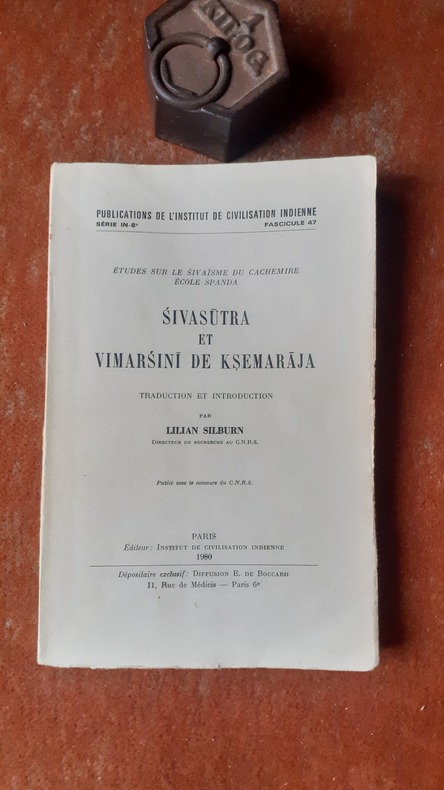 1
KILOG.
PUBLICATIONS DE L'INSTITUT DE CIVILISATION INDIENNE
SÉRIE IN-8° FASCICULE 47
ÉTUDES SUR LE ŚIVAÏSME DU CACHEMIRE
ÉCOLE SPANDA
ŚIVASŪTRA
ET
VIMARŚINĪ DE KṢEMARĀJA
TRADUCTION ET INTRODUCTION
PAR
LILIAN SILBURN
DIRECTEUR DE RECHERCHE AU C.N.R.S.
Publié avec le concours du C.N.R.S.
PARIS
Éditeur: INSTITUT DE CIVILISATION INDIENNE
1980
Dépositaire exclusif: DIFFUSION E. DE BOCCARD
11, Rue de Médicis — Paris 6e